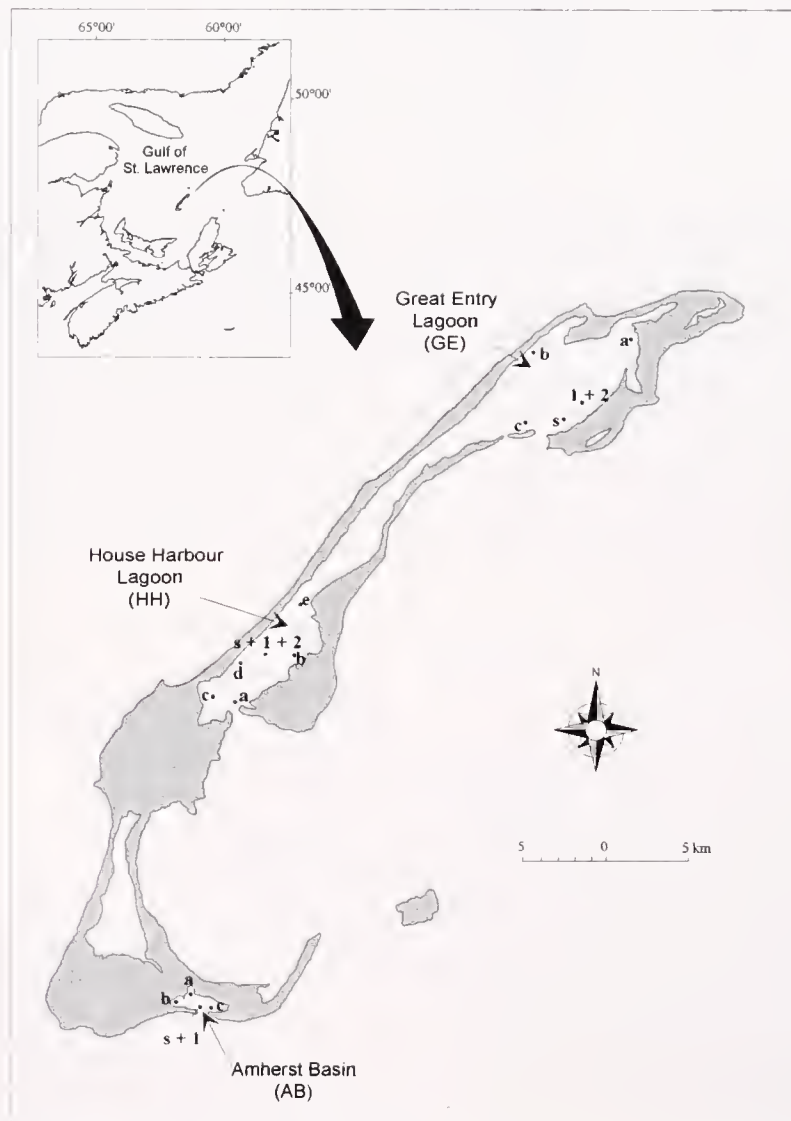 65°00'
60°00'
50°00'
Gulf of
St. Lawrence
45°00'
Great Entry
Lagoon
(GE)
b
a
1 + 2
c
s
House Harbour
Lagoon
(HH)
e
s + 1 + 2
b
d
c
a
N
5 0 5 km
a
b
c
s + 1
Amherst Basin
(AB)